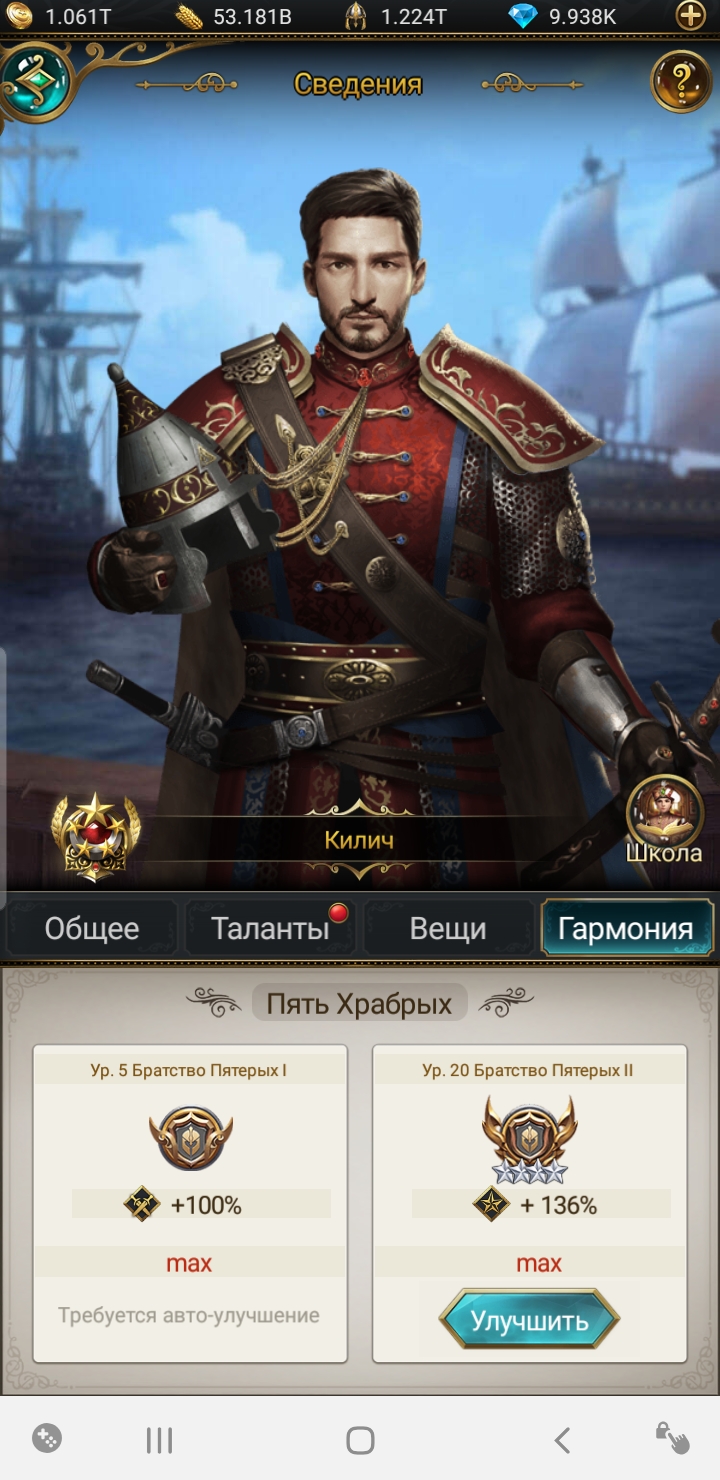 1.061T 53.181B 1.224T 9.938K
Сведения
?
Килич
Школа
Общее Таланты Вещи Гармония
Пять Храбрых
Ур. 5 Братство Пятерых I
Ур. 20 Братство Пятерых II
+100%
+ 136%
max
max
Требуется авто-улучшение
Улучшить